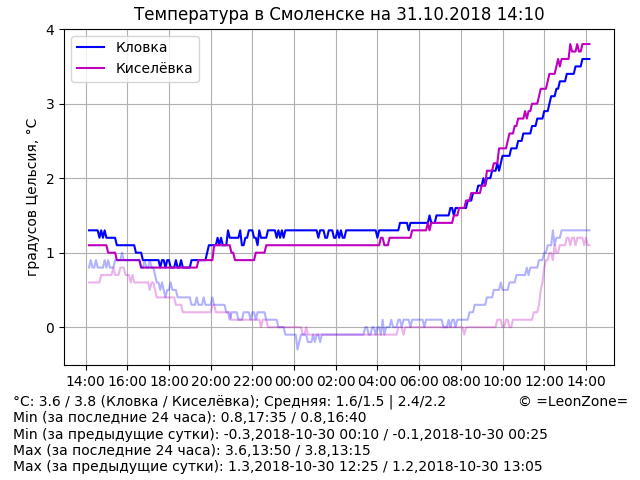 Температура в Смоленске на 31.10.2018 14:10
Кловка
Киселёвка
градусов Цельсия, °C
4
3
2
1
0
14:00 16:00 18:00 20:00 22:00 00:00 02:00 04:00 06:00 08:00 10:00 12:00 14:00
°C: 3.6 / 3.8 (Кловка / Киселёвка); Средняя: 1.6/1.5 | 2.4/2.2 © =LeonZone=
Min (за последние 24 часа): 0.8,17:35 / 0.8,16:40
Min (за предыдущие сутки): -0.3,2018-10-30 00:10 / -0.1,2018-10-30 00:25
Max (за последние 24 часа): 3.6,13:50 / 3.8,13:15
Max (за предыдущие сутки): 1.3,2018-10-30 12:25 / 1.2,2018-10-30 13:05